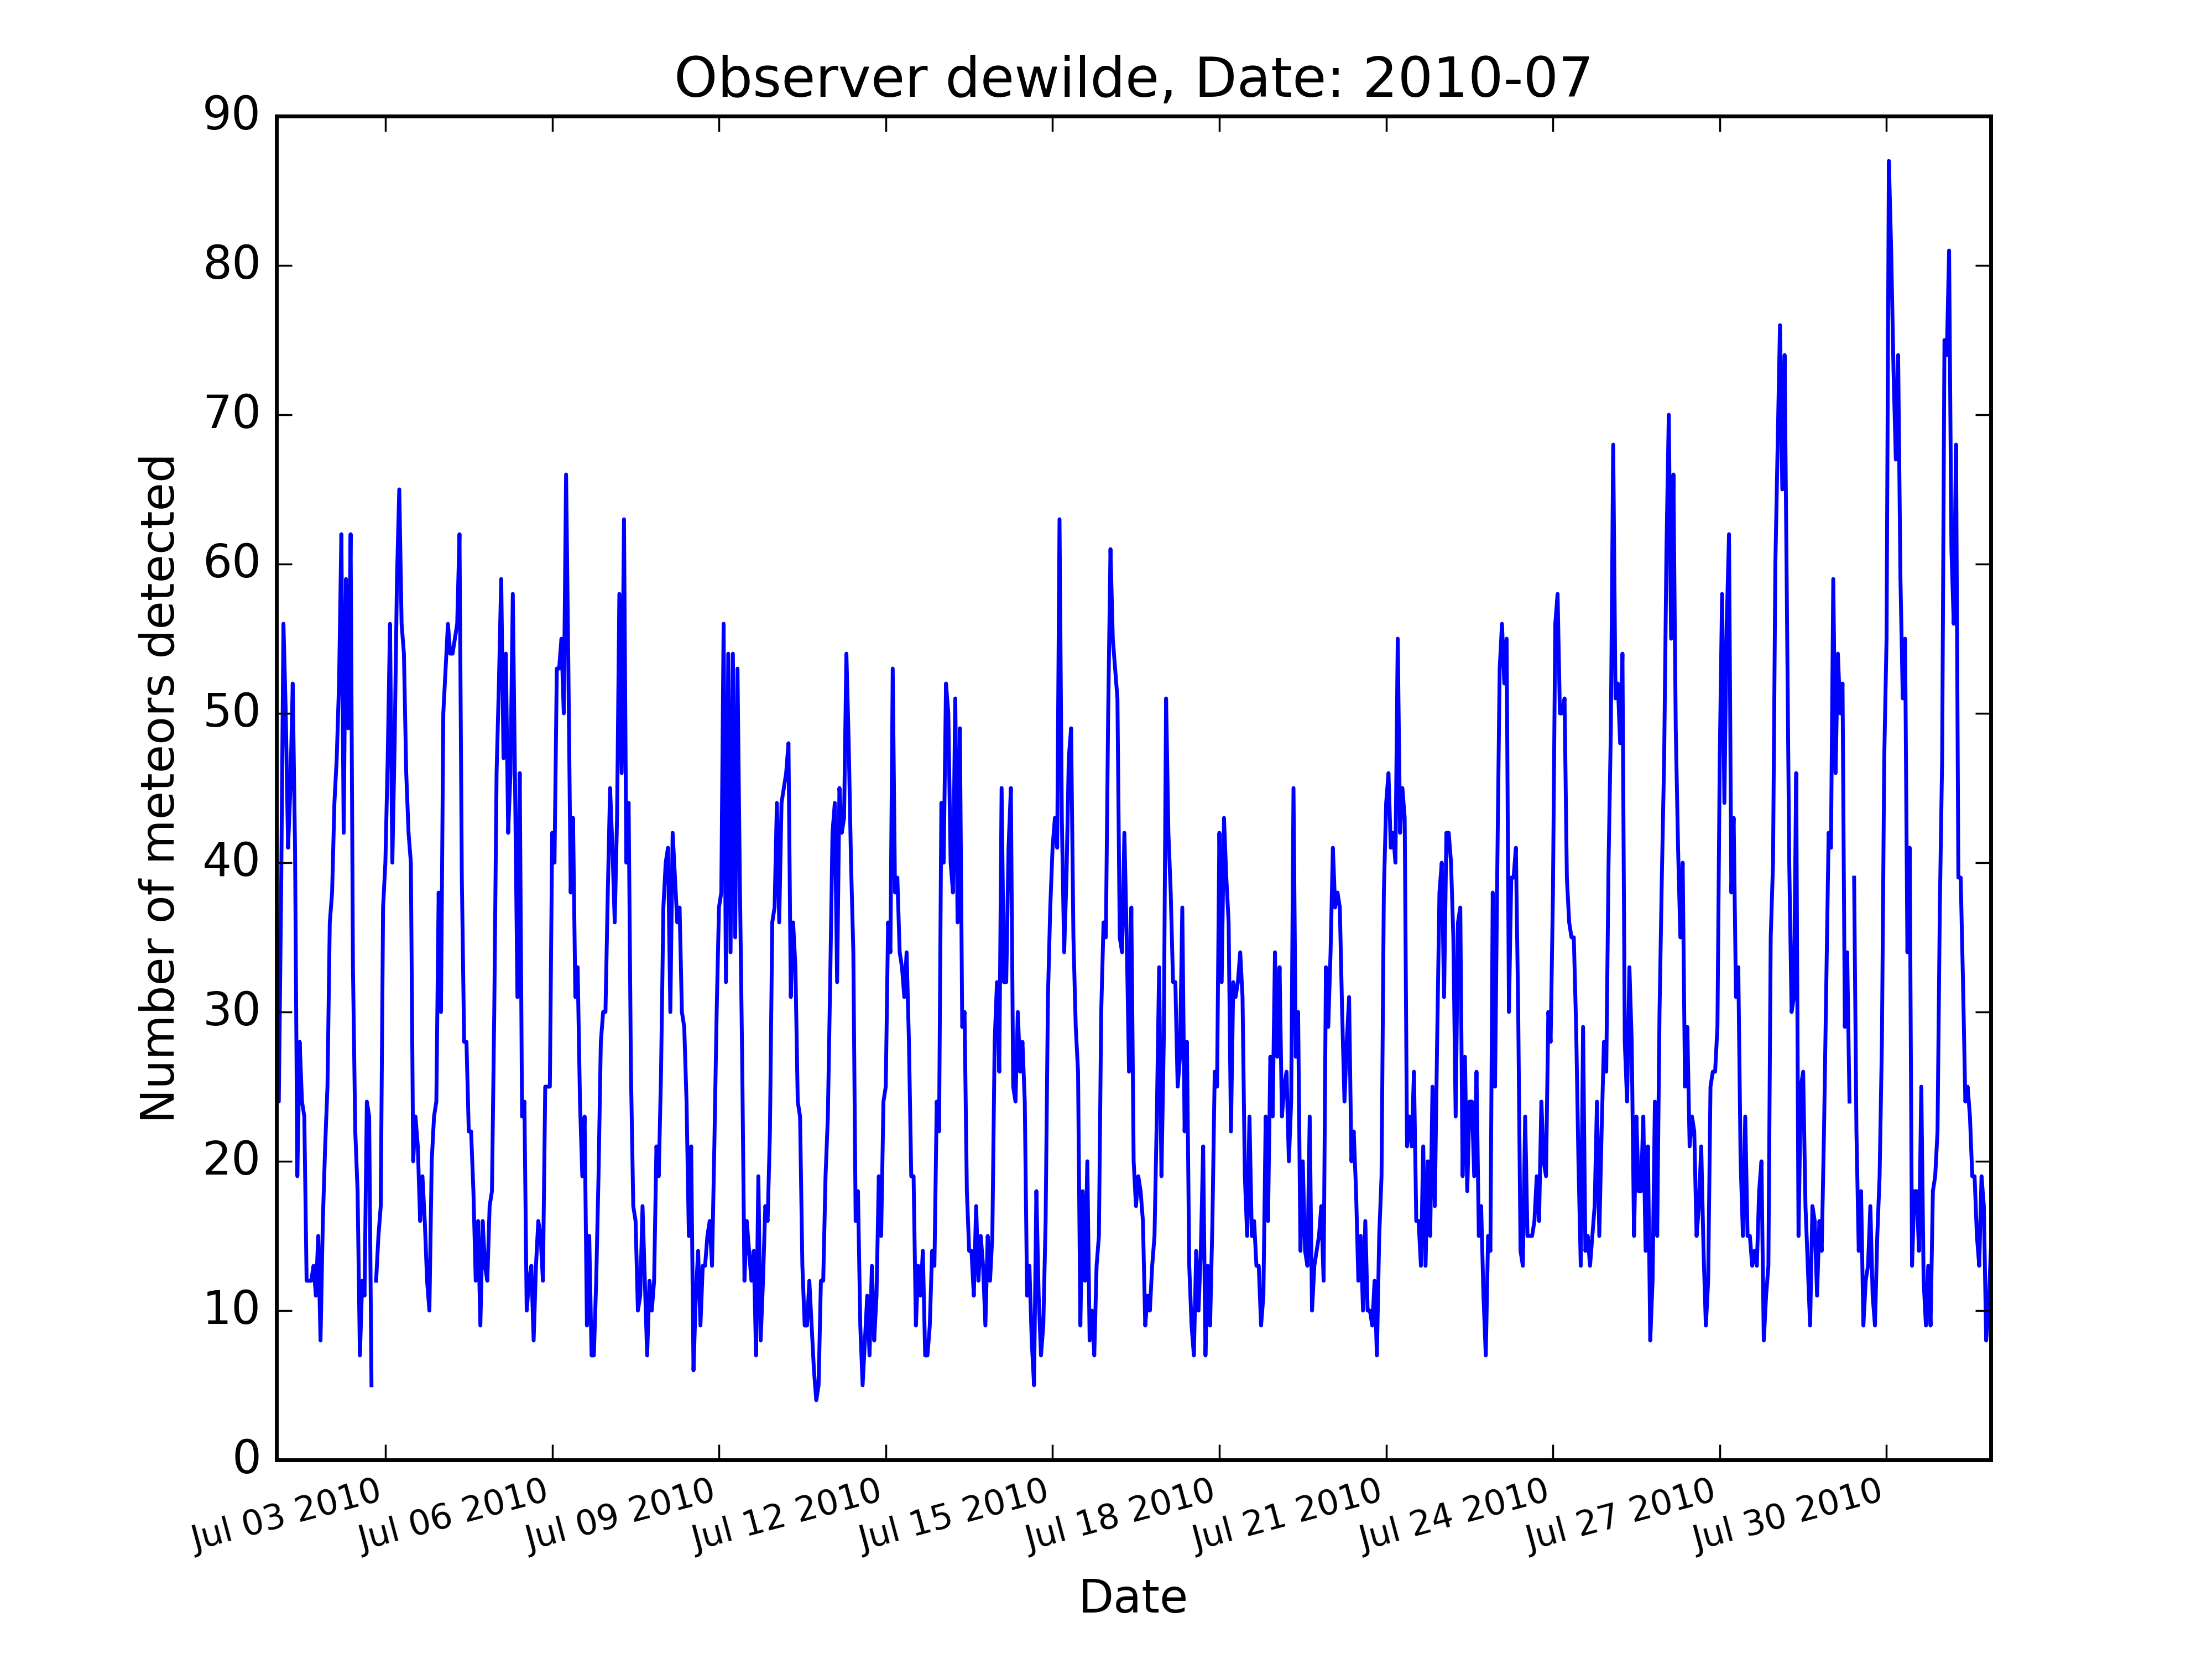 Observer dewilde, Date: 2010-07
Number of meteors detected
90
80
70
60
50
40
30
20
10
0
Jul 03 2010
Jul 06 2010
Jul 09 2010
Jul 12 2010
Jul 15 2010
Jul 18 2010
Jul 21 2010
Jul 24 2010
Jul 27 2010
Jul 30 2010
Date